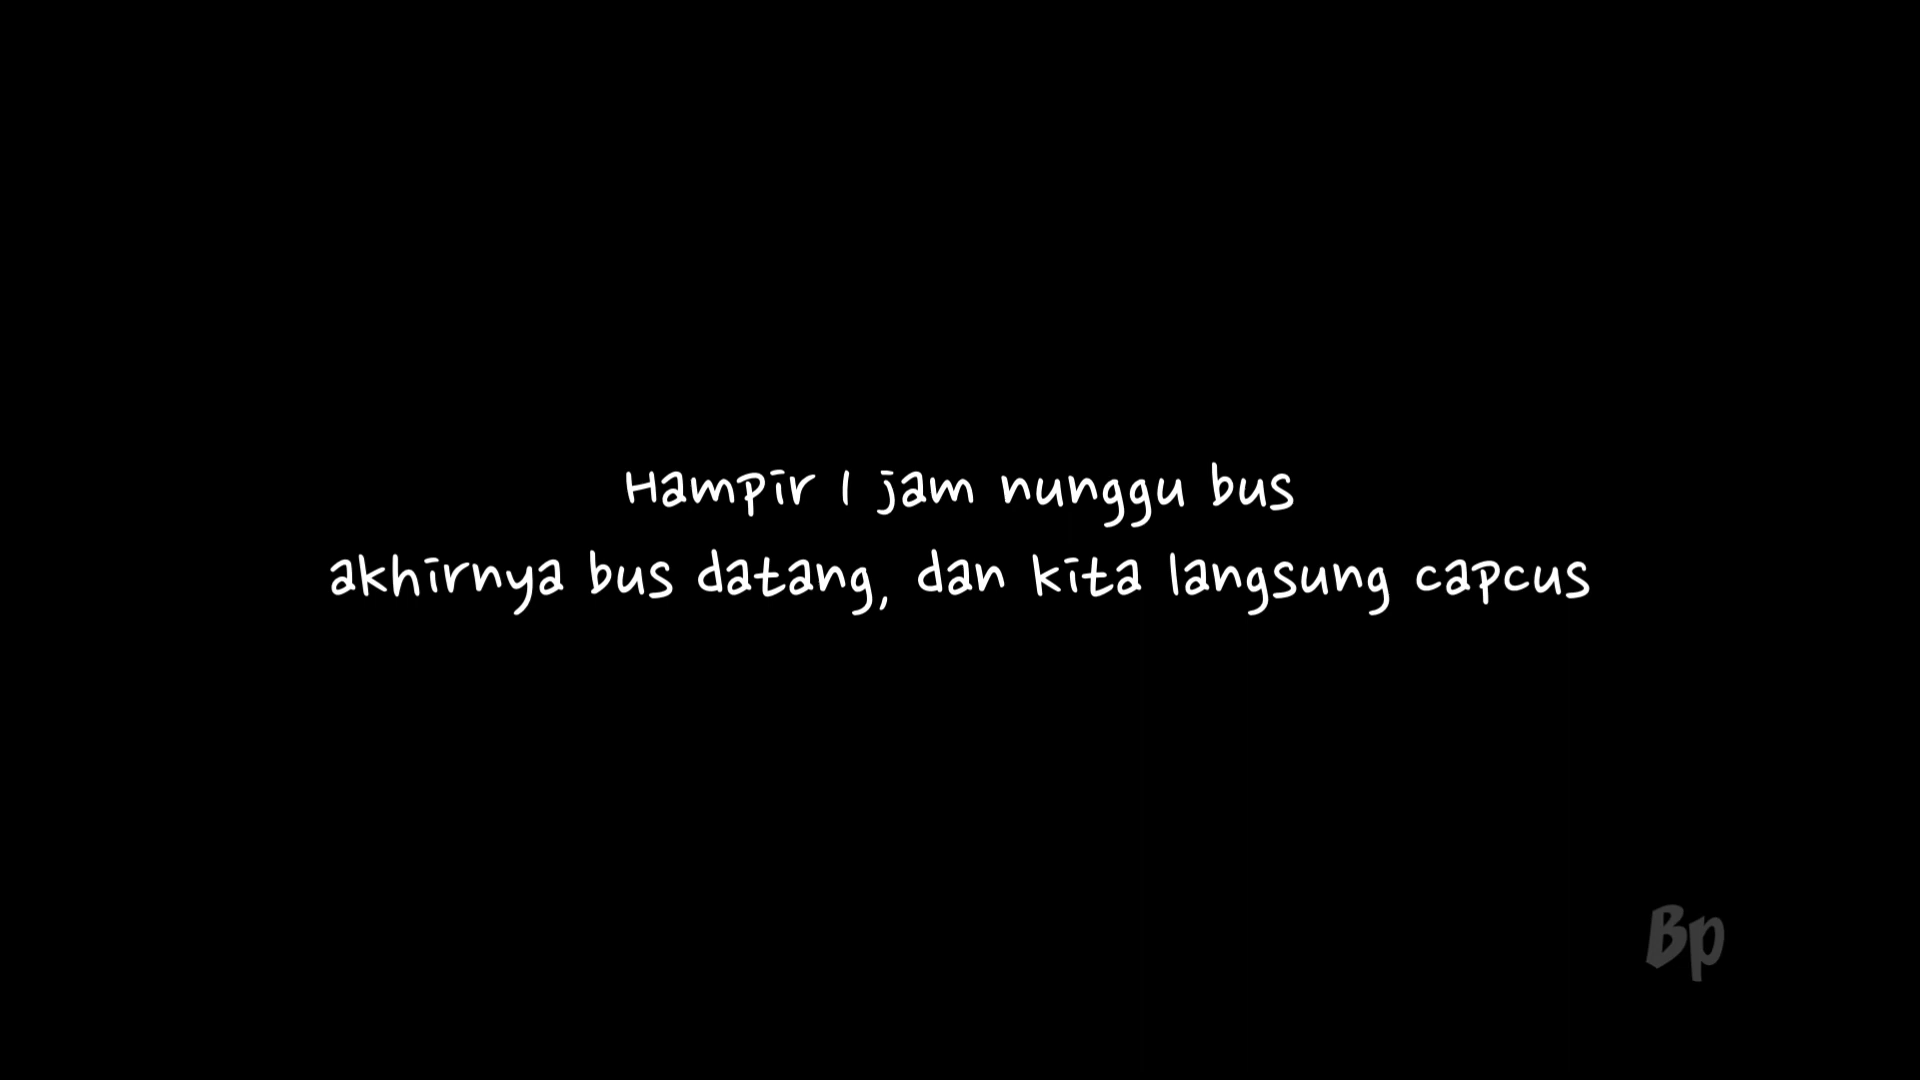 Hampir 1 jam nunggu bus
akhirnya bus datang, dan kita langsung capcus
Bp